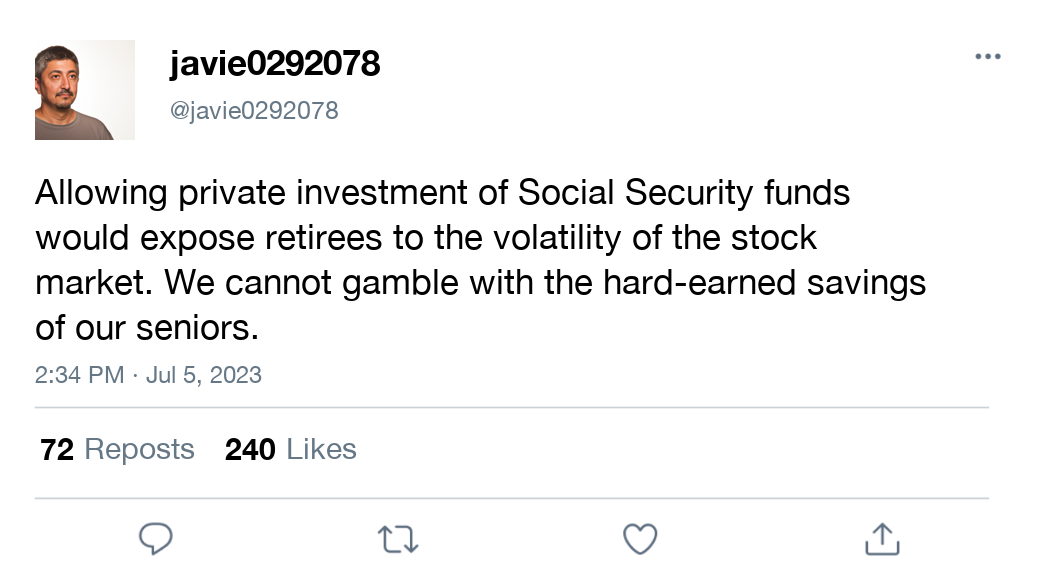 javie0292078
@javie0292078
Allowing private investment of Social Security funds
would expose retirees to the volatility of the stock
market. We cannot gamble with the hard-earned savings
of our seniors.
2:34 PM · Jul 5, 2023
72 Reposts 240 Likes